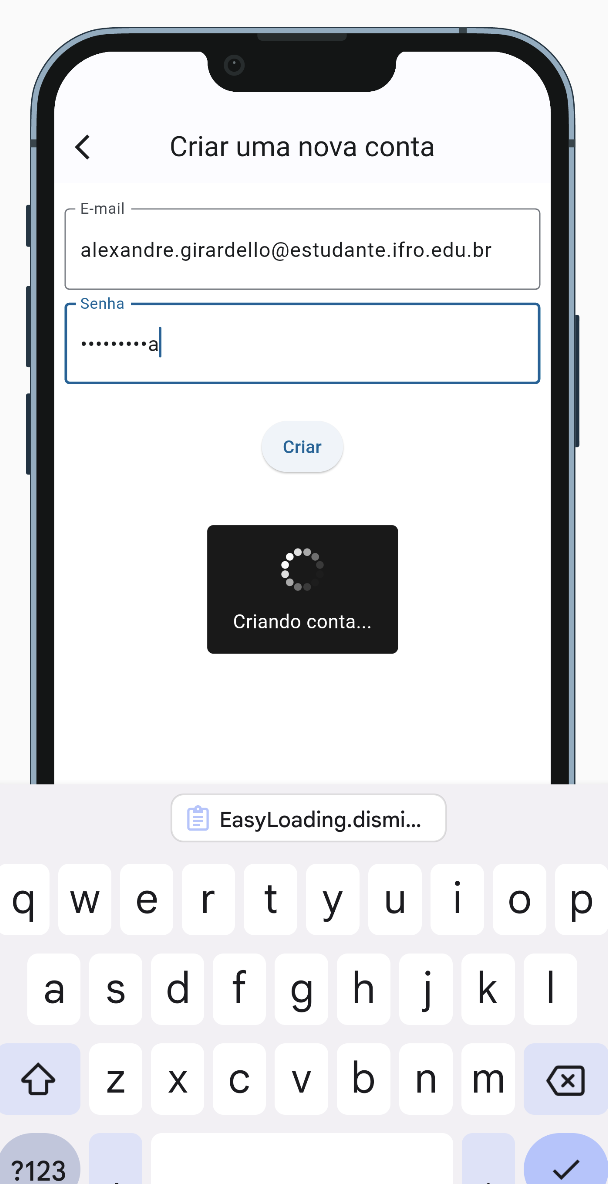 Criar uma nova conta
E-mail
alexandre.girardello@estudante.ifro.edu.br
Senha
•••••••••a
Criar
Criando conta...
EasyLoading.dismi...
q w e r t y u i o p
a s d f g h j k l
z x c v b n m
?123 , .